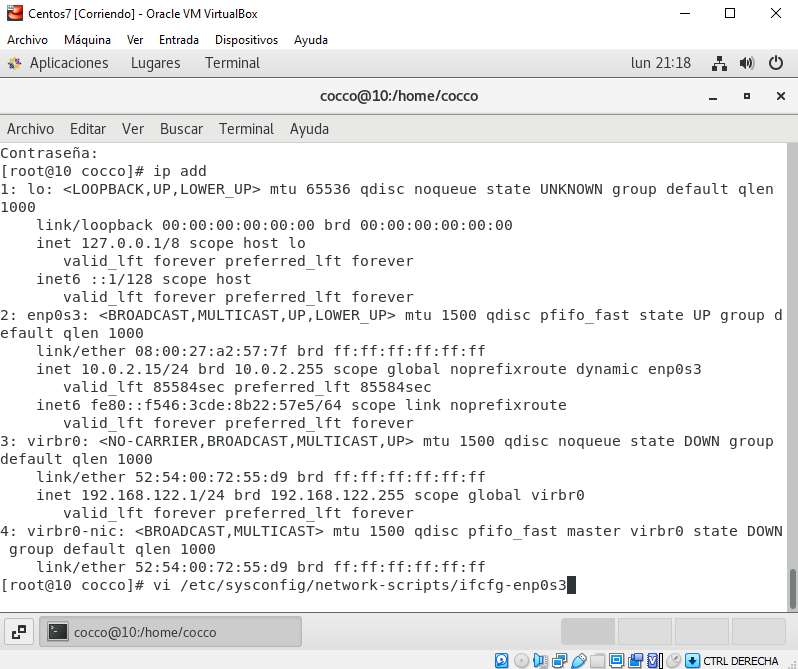 Centos7 [Corriendo] - Oracle VM VirtualBox
Archivo Máquina Ver Entrada Dispositivos Ayuda
Aplicaciones Lugares Terminal lun 21:18
cocco@10:/home/cocco
Archivo Editar Ver Buscar Terminal Ayuda
Contraseña:
[root@10 cocco]# ip add
1: lo: <LOOPBACK,UP,LOWER_UP> mtu 65536 qdisc noqueue state UNKNOWN group default qlen
1000
    link/loopback 00:00:00:00:00:00 brd 00:00:00:00:00:00
    inet 127.0.0.1/8 scope host lo
       valid_lft forever preferred_lft forever
    inet6 ::1/128 scope host
       valid_lft forever preferred_lft forever
2: enp0s3: <BROADCAST,MULTICAST,UP,LOWER_UP> mtu 1500 qdisc pfifo_fast state UP group d
efault qlen 1000
    link/ether 08:00:27:a2:57:7f brd ff:ff:ff:ff:ff:ff
    inet 10.0.2.15/24 brd 10.0.2.255 scope global noprefixroute dynamic enp0s3
       valid_lft 85584sec preferred_lft 85584sec
    inet6 fe80::f546:3cde:8b22:57e5/64 scope link noprefixroute
       valid_lft forever preferred_lft forever
3: virbr0: <NO-CARRIER,BROADCAST,MULTICAST,UP> mtu 1500 qdisc noqueue state DOWN group
default qlen 1000
    link/ether 52:54:00:72:55:d9 brd ff:ff:ff:ff:ff:ff
    inet 192.168.122.1/24 brd 192.168.122.255 scope global virbr0
       valid_lft forever preferred_lft forever
4: virbr0-nic: <BROADCAST,MULTICAST> mtu 1500 qdisc pfifo_fast master virbr0 state DOWN
 group default qlen 1000
    link/ether 52:54:00:72:55:d9 brd ff:ff:ff:ff:ff:ff
[root@10 cocco]# vi /etc/sysconfig/network-scripts/ifcfg-enp0s3
cocco@10:/home/cocco
CTRL DERECHA